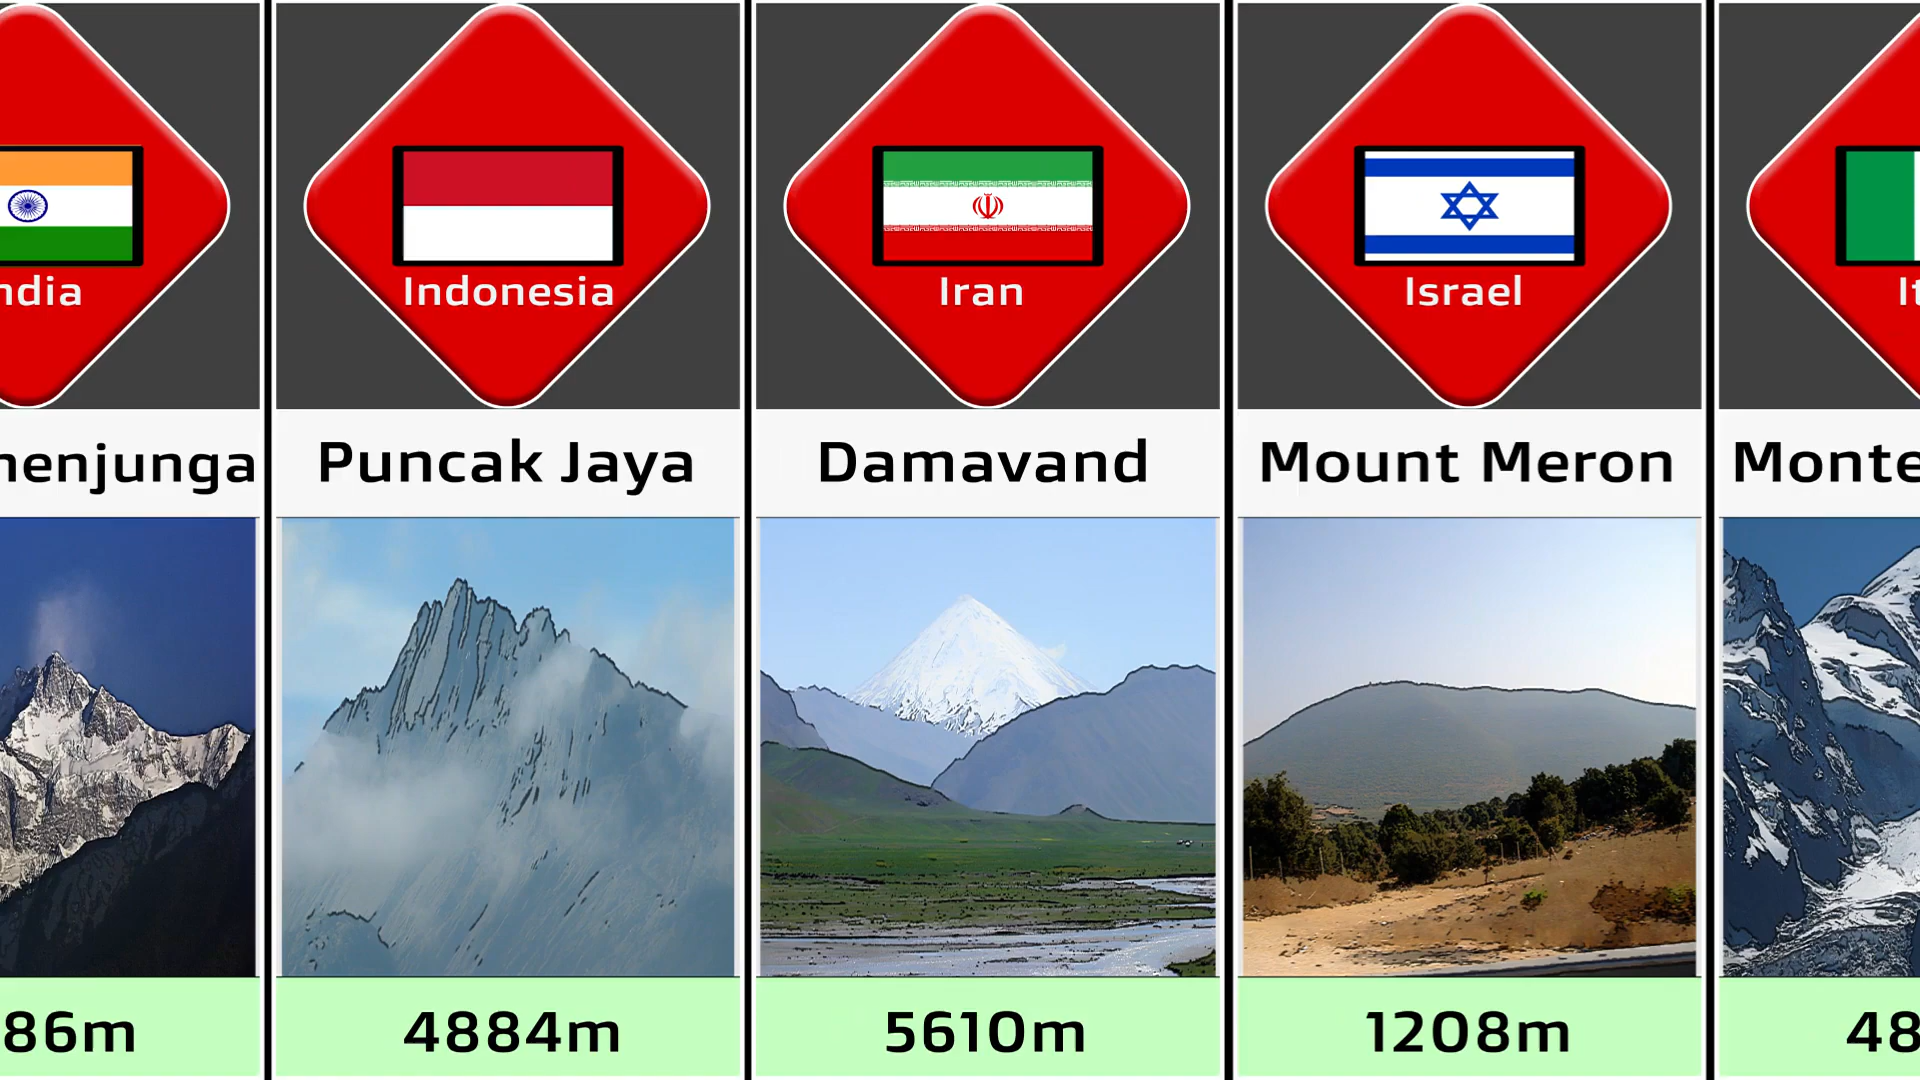 ndia
Indonesia
Iran
Israel
It
henjunga
Puncak Jaya
Damavand
Mount Meron
Monte
86m
4884m
5610m
1208m
48